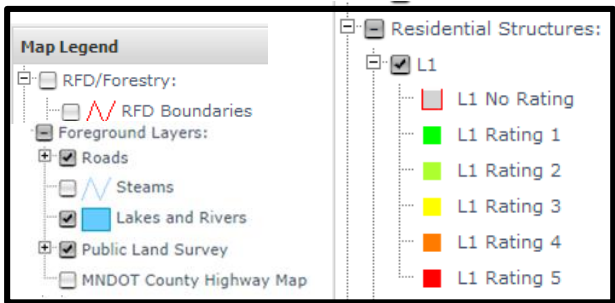 Map Legend
RFD/Forestry:
RFD Boundaries
Foreground Layers:
Roads
Steams
Lakes and Rivers
Public Land Survey
MNDOT County Highway Map
Residential Structures:
L1
L1 No Rating
L1 Rating 1
L1 Rating 2
L1 Rating 3
L1 Rating 4
L1 Rating 5